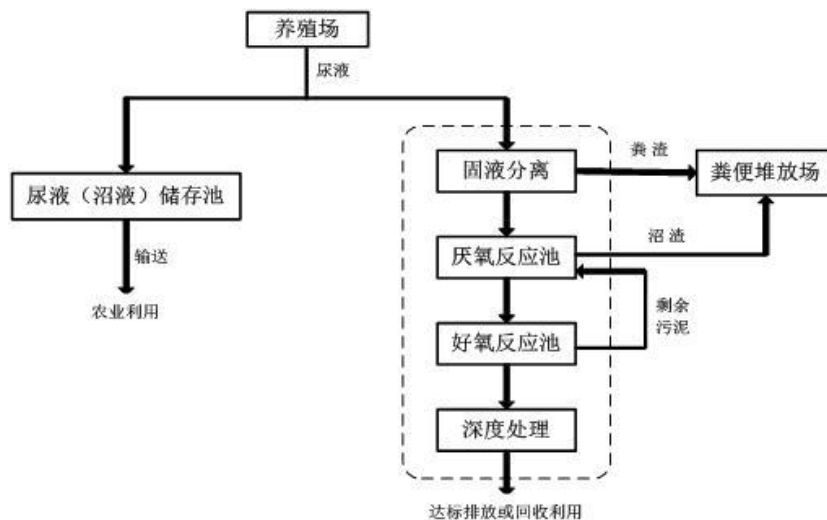 养殖场
尿液
固液分离
粪 渣
粪便堆放场
尿液（沼液）储存池
输送
农业利用
厌氧反应池
沼 渣
剩余
污泥
好氧反应池
深度处理
达标排放或回收利用